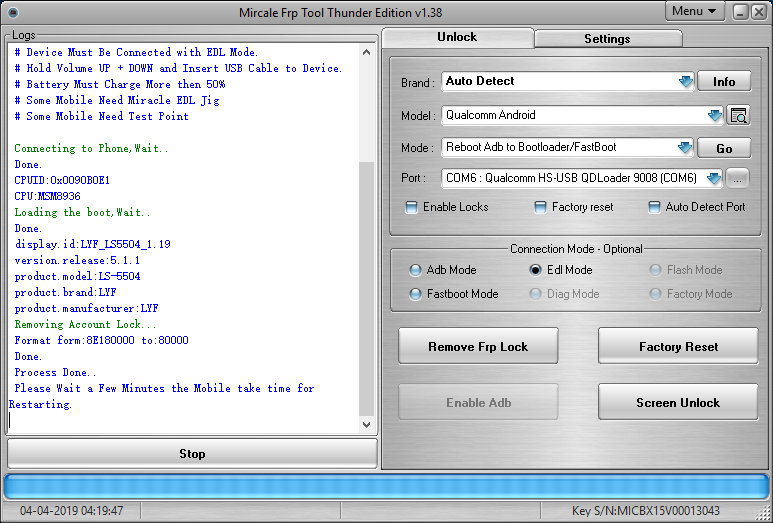 Mircale Frp Tool Thunder Edition v1.38
Menu
Logs
# Device Must Be Connected with EDL Mode.
# Hold Volume UP + DOWN and Insert USB Cable to Device.
# Battery Must Charge More then 50%
# Some Mobile Need Miracle EDL Jig
# Some Mobile Need Test Point
Connecting to Phone,Wait..
Done.
CPUID:0x0090B0E1
CPU:MSM8936
Loading the boot,Wait..
Done.
display.id:LYF_LS5504_1.19
version.release:5.1.1
product.model:LS-5504
product.brand:LYF
product.manufacturer:LYF
Removing Account Lock...
Format form:8E180000 to:80000
Done.
Process Done..
Please Wait a Few Minutes the Mobile take time for
Restarting.
Stop
Unlock
Settings
Brand : Auto Detect Info
Model : Qualcomm Android
Mode : Reboot Adb to Bootloader/FastBoot Go
Port : COM6 : Qualcomm HS-USB QDLoader 9008 (COM6) ...
Enable Locks Factory reset Auto Detect Port
Connection Mode - Optional
Adb Mode Edl Mode Flash Mode
Fastboot Mode Diag Mode Factory Mode
Remove Frp Lock Factory Reset
Enable Adb Screen Unlock
04-04-2019 04:19:47
Key S/N:MICBX15V00013043